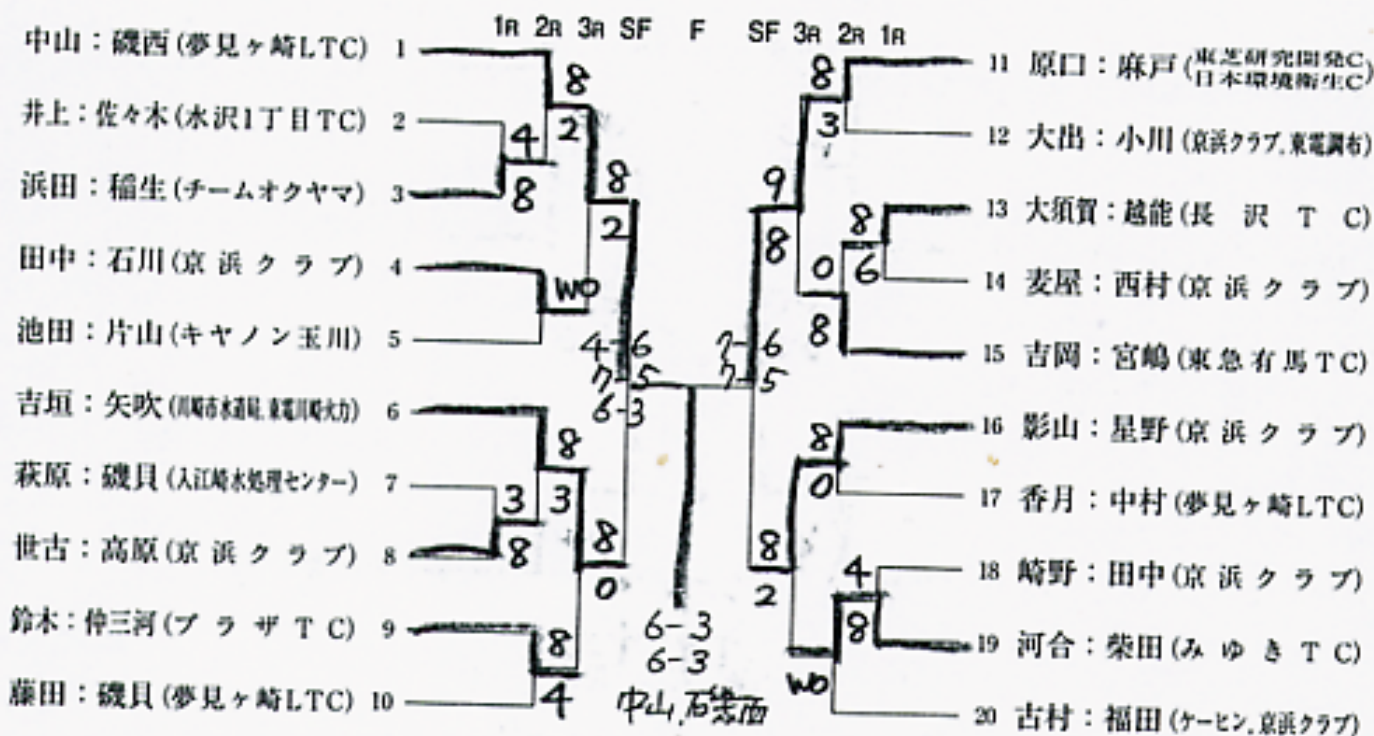 1R 2R 3R SF F SF 3R 2R 1R
中山：磯西(夢見ヶ崎LTC) 1
井上：佐々木(水沢1丁目TC) 2
浜田：稲生(チームオクヤマ) 3
田中：石川(京浜クラブ) 4
池田：片山(キヤノン玉川) 5
吉垣：矢吹(川崎市水道局、東電川崎火力) 6
萩原：磯貝(入江崎水処理センター) 7
世古：高原(京浜クラブ) 8
鈴木：仲三河(ブラザTC) 9
藤田：磯貝(夢見ヶ崎LTC) 10
8
2
4
8
8
2
WO
4-6
7-5
6-3
8
3
3
8
8
0
8
4
6-3
6-3
中山
11 原口：麻戸(東芝研究開発C 日本環境衛生C)
12 大出：小川(京浜クラブ、東電調布)
13 大須賀：越能(長沢TC)
14 麦屋：西村(京浜クラブ)
15 吉岡：宮嶋(東急有馬TC)
16 影山：星野(京浜クラブ)
17 香月：中村(夢見ヶ崎LTC)
18 崎野：田中(京浜クラブ)
19 河合：柴田(みゆきTC)
20 古村：福田(ケーヒン、京浜クラブ)
8
3
9
8
8
6
0
8
7-6
7-5
8
0
8
2
4
8
WO